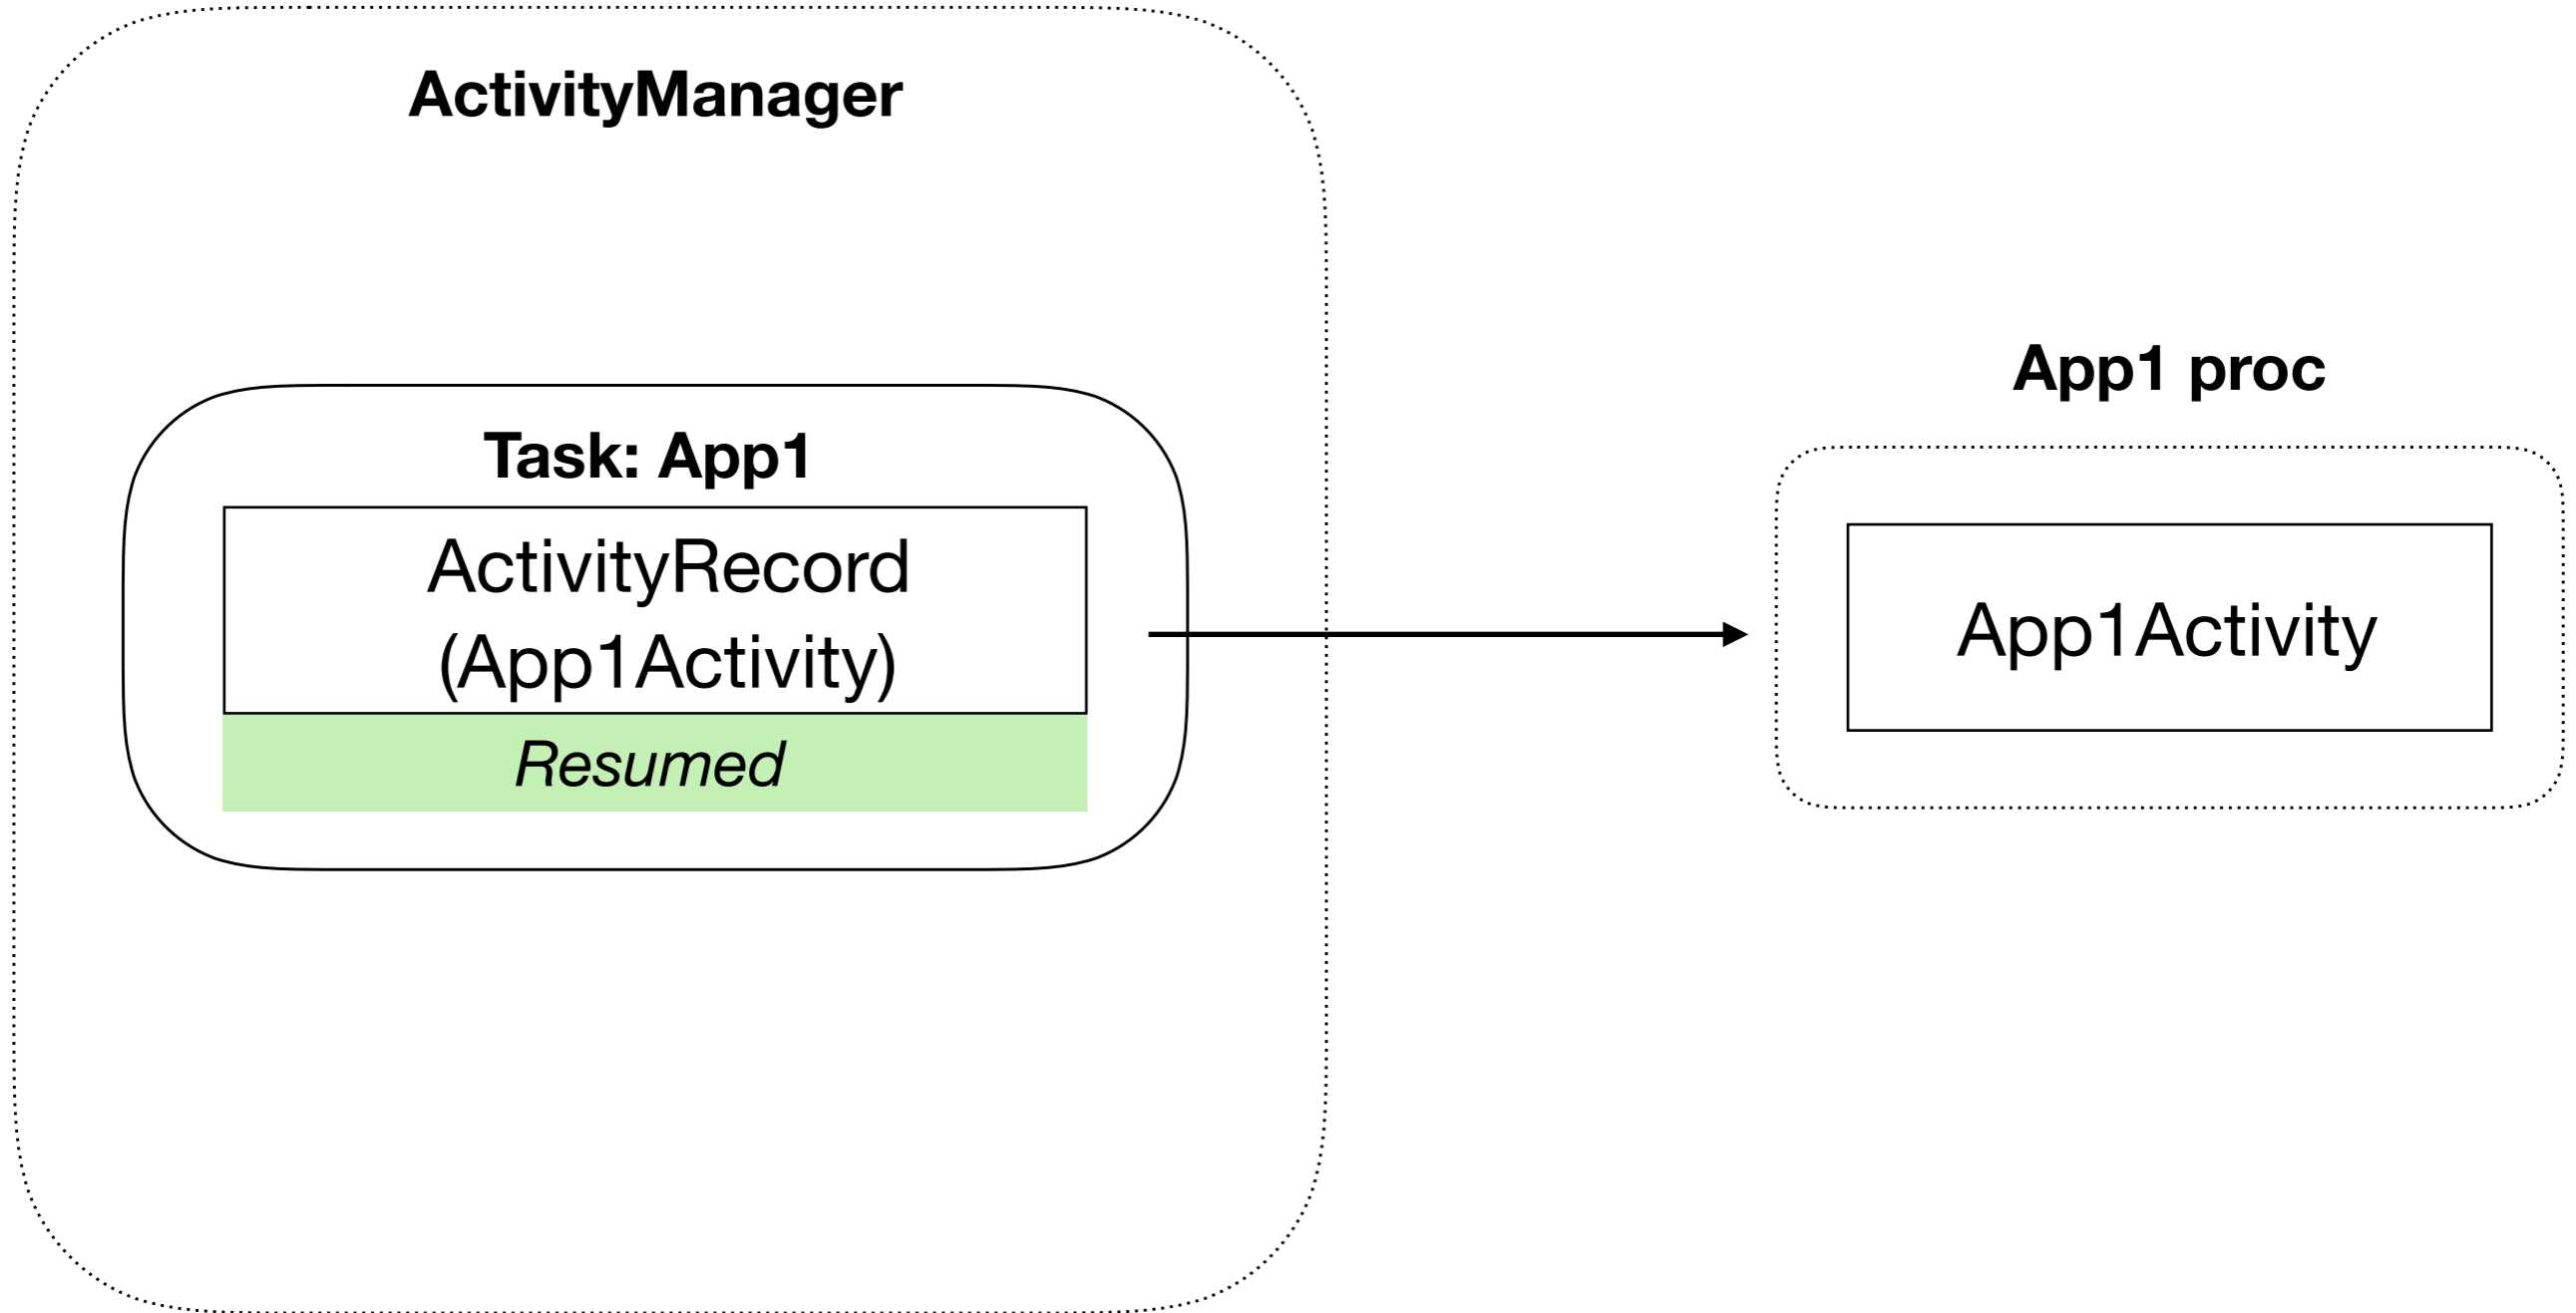 ActivityManager
Task: App1
ActivityRecord
(App1Activity)
Resumed
App1 proc
App1Activity